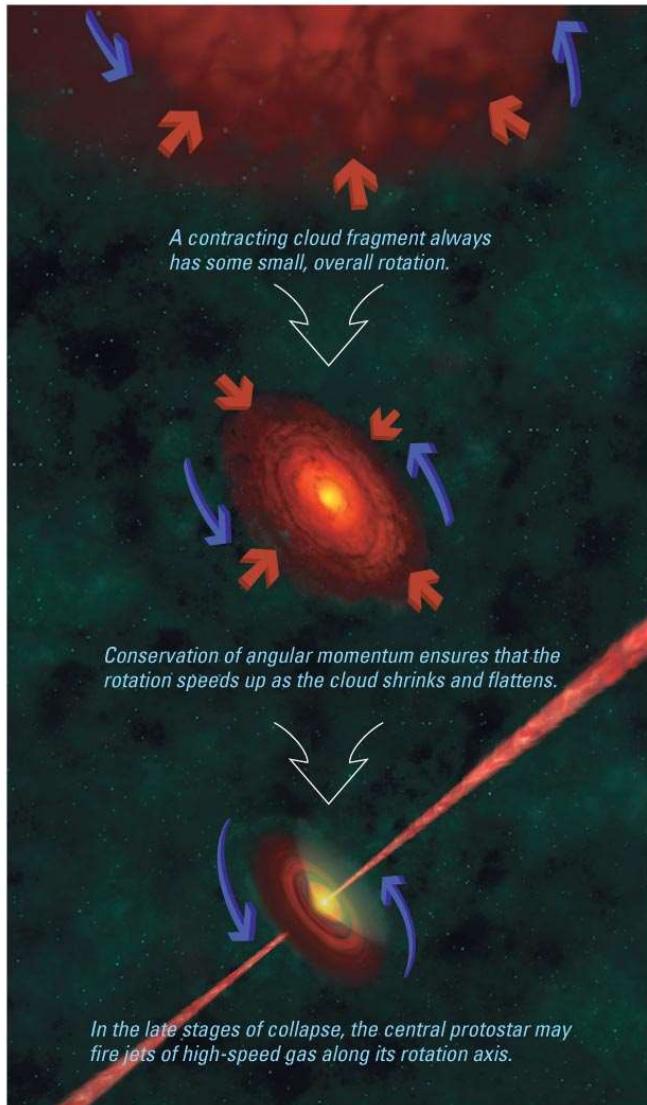 A contracting cloud fragment always
has some small, overall rotation.
Conservation of angular momentum ensures that the
rotation speeds up as the cloud shrinks and flattens.
In the late stages of collapse, the central protostar may
fire jets of high-speed gas along its rotation axis.